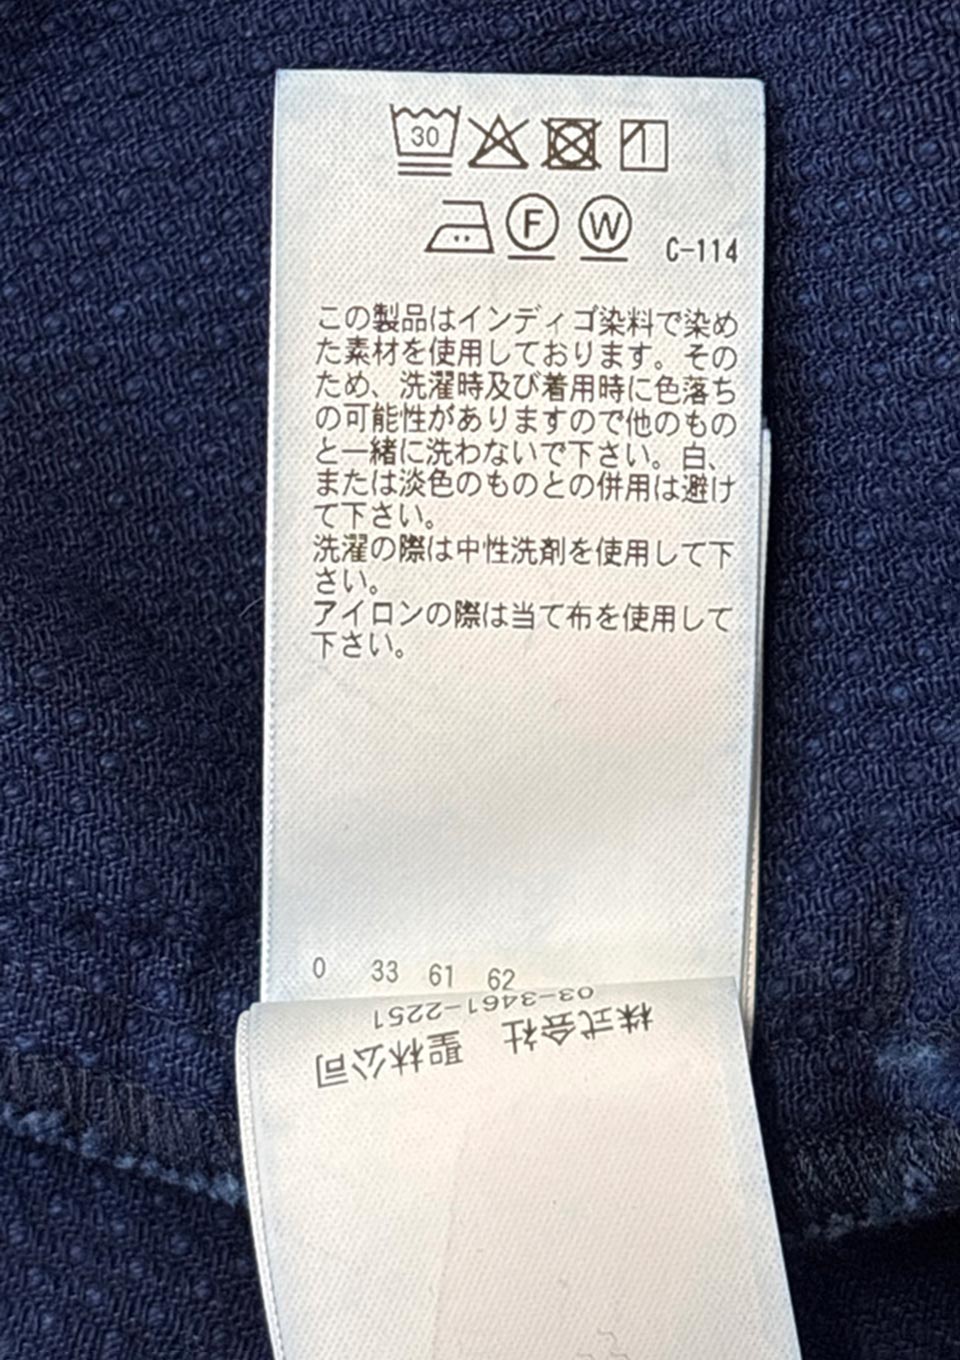 30
F W C-114
この製品はインディゴ染料で染め
た素材を使用しております。その
ため、洗濯時及び着用時に色落ち
の可能性がありますので他のもの
と一緒に洗わないで下さい。白、
または淡色のものとの併用は避け
て下さい。
洗濯の際は中性洗剤を使用して下
さい。
アイロンの際は当て布を使用して
下さい。
0 33 61 62
株式会社 聖林公司
03-3461-2251